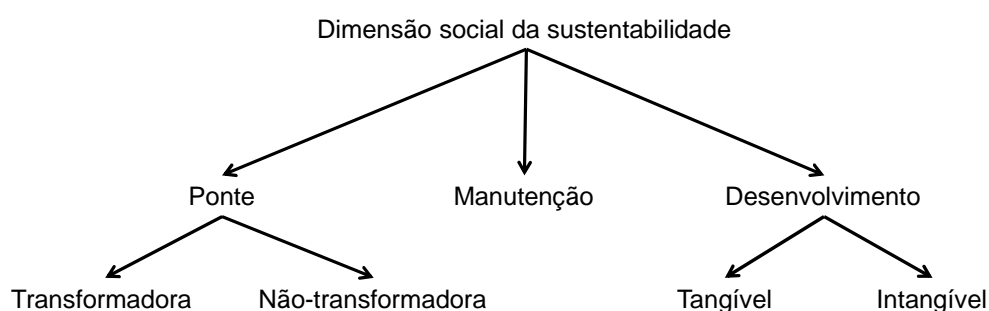 Dimensão social da sustentabilidade
Ponte Manutenção Desenvolvimento
Transformadora Não-transformadora Tangível Intangível